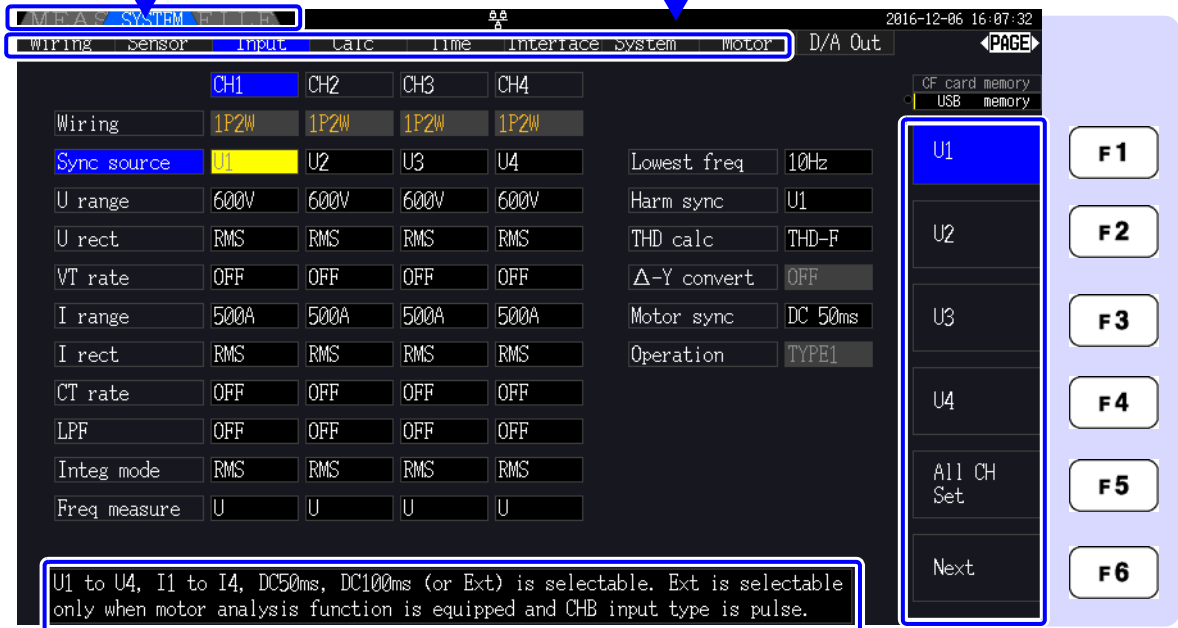 MEAS SYSTEM FILE 2016-12-06 16:07:32
Wiring Sensor Input Calc Time Interface System Motor D/A Out PAGE
CF card memory
USB memory
CH1 CH2 CH3 CH4
Wiring 1P2W 1P2W 1P2W 1P2W
Sync source U1 U2 U3 U4 Lowest freq 10Hz
U range 600V 600V 600V 600V Harm sync U1
U rect RMS RMS RMS RMS THD calc THD-F
VT rate OFF OFF OFF OFF Δ-Y convert OFF
I range 500A 500A 500A 500A Motor sync DC 50ms
I rect RMS RMS RMS RMS Operation TYPE1
CT rate OFF OFF OFF OFF
LPF OFF OFF OFF OFF
Integ mode RMS RMS RMS RMS
Freq measure U U U U
U1 to U4, I1 to I4, DC50ms, DC100ms (or Ext) is selectable. Ext is selectable
only when motor analysis function is equipped and CHB input type is pulse.
U1 F1
U2 F2
U3 F3
U4 F4
All CH
Set F5
Next F6